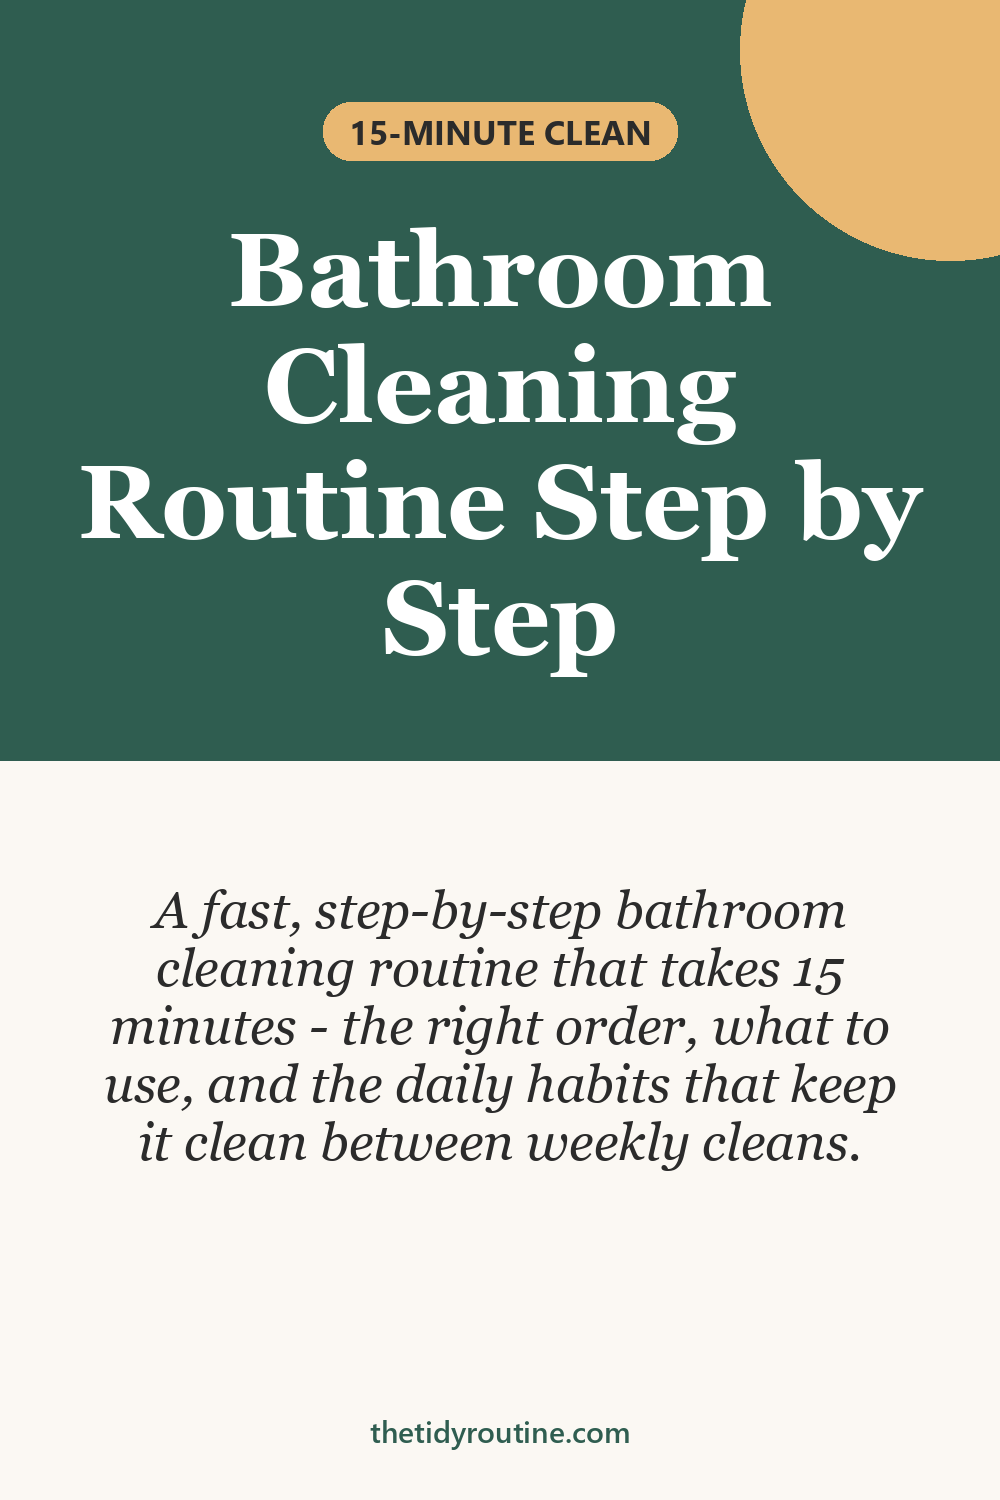 15-MINUTE CLEAN
Bathroom
Cleaning
Routine Step by
Step
A fast, step-by-step bathroom
cleaning routine that takes 15
minutes - the right order, what to
use, and the daily habits that keep
it clean between weekly cleans.
thetidyroutine.com